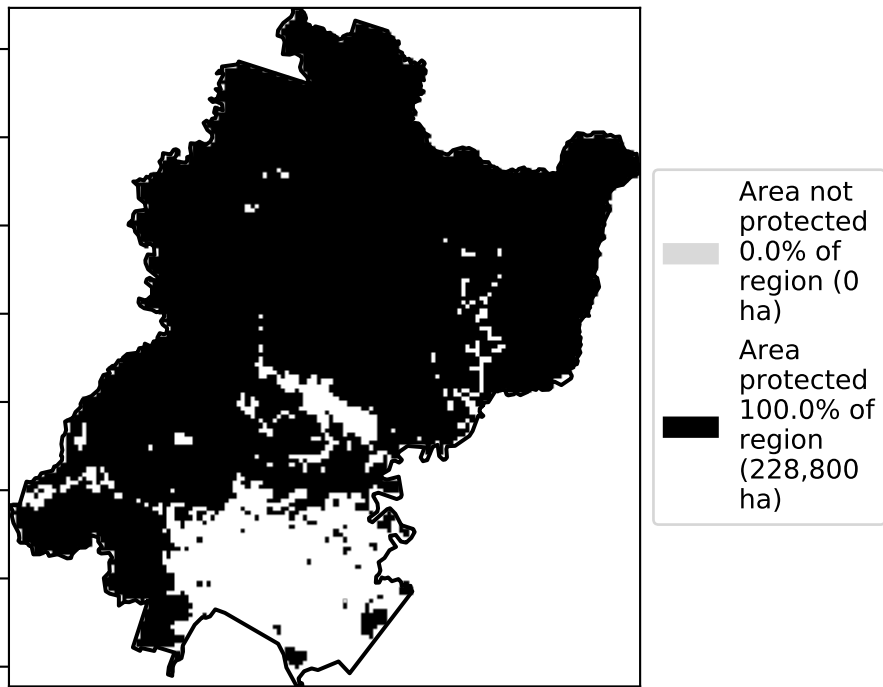 Area not
protected
0.0% of
region (0
ha)
Area
protected
100.0% of
region
(228,800
ha)